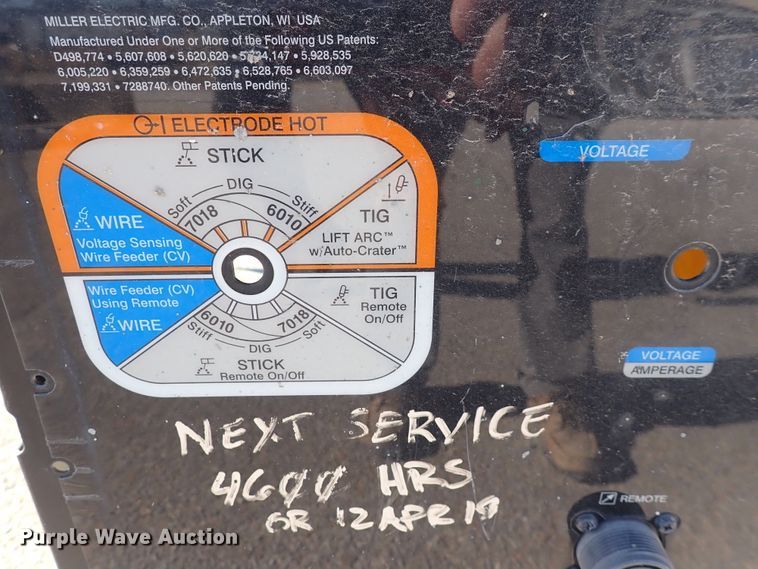 MILLER ELECTRIC MFG. CO., APPLETON, WI USA
Manufactured Under One or More of the Following US Patents:
D498,774 • 5,607,608 • 5,620,620 • 5,734,147 • 5,928,535
6,005,220 • 6,359,259 • 6,472,635 • 6,528,765 • 6,603,097
7,199,331 • 7288740. Other Patents Pending.
ELECTRODE HOT
STICK
DIG
Soft
Stiff
7018
6010
WIRE
Voltage Sensing
Wire Feeder (CV)
TIG
LIFT ARC™
w/Auto-Crater™
Wire Feeder (CV)
Using Remote
WIRE
TIG
Remote
On/Off
6010
7018
Stiff
Soft
DIG
STICK
Remote On/Off
VOLTAGE
VOLTAGE
AMPERAGE
NEXT SERVICE
4600 HRS
OR 12 APR 19
REMOTE
Purple Wave Auction